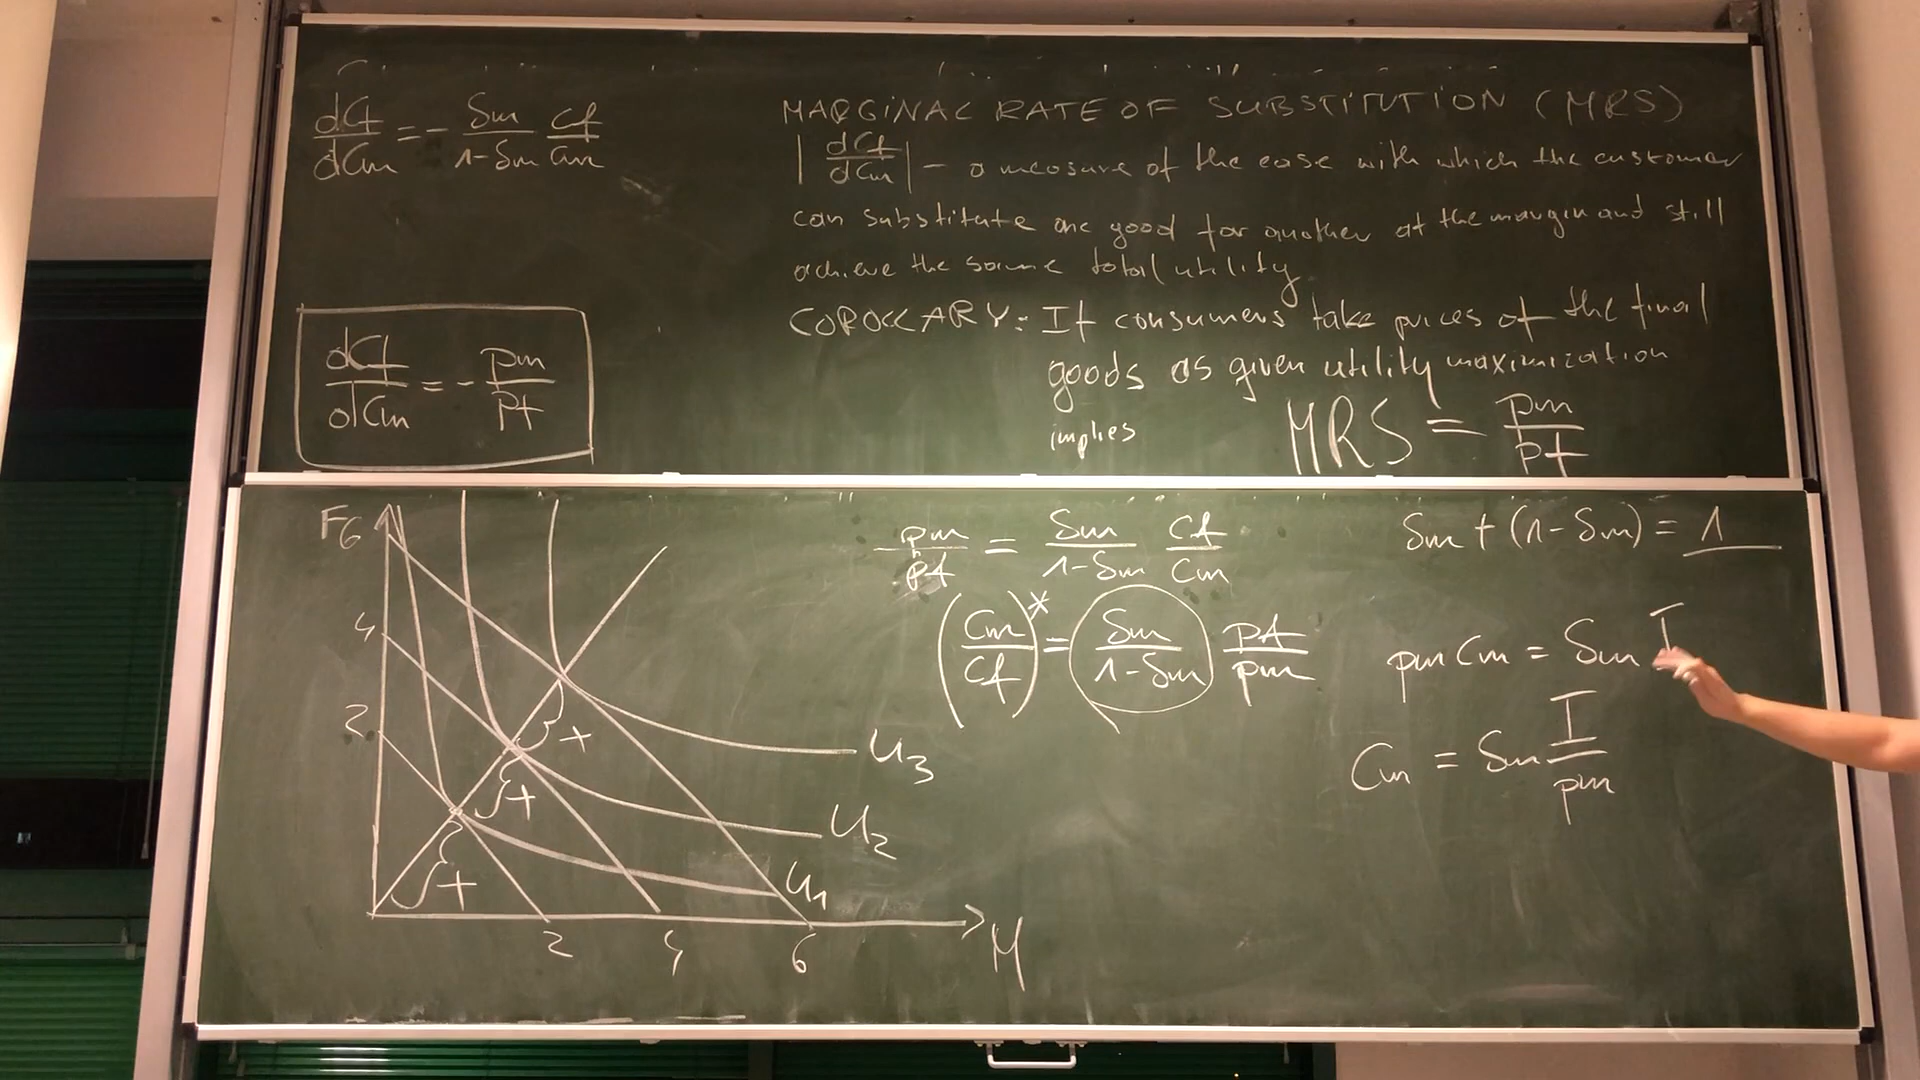 dCf/dCm = - Sm/1-Sm Cf/Cm
MARGINAL RATE OF SUBSTITUTION (MRS)
|dCf/dCm| - a measure of the ease with which the customer
can substitute one good for another at the margin and still
achieve the same total utility
COROLLARY: If consumers take prices of the final
goods as given utility maximization
implies MRS = pm/pf
dCf/dCm = - pm/pf
F
6
4
2
2 4 6
M
U3
U2
U1
x
x
x
pm/pf = Sm/1-Sm Cf/Cm
(Cm/Cf)* = Sm/1-Sm pf/pm
Sm + (1-Sm) = 1
pm Cm = Sm I
Cm = Sm I/pm